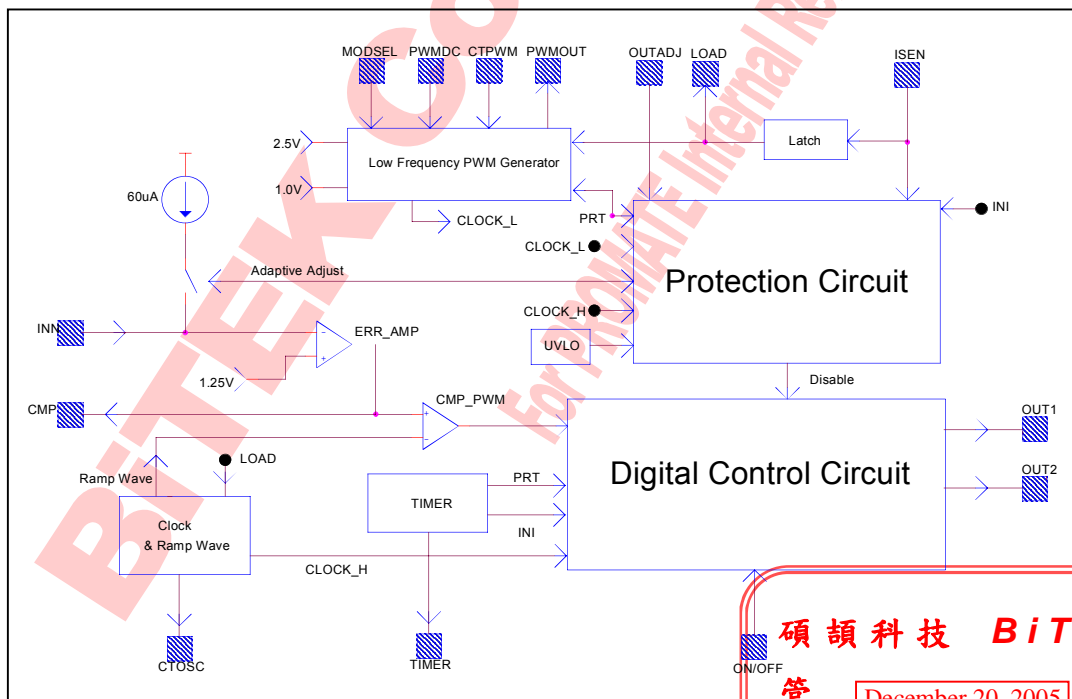 MODSEL PWMDC CTPWM PWMOUT OUTADJ LOAD ISEN
2.5V
Low Frequency PWM Generator
Latch
1.0V
60uA
CLOCK_L
PRT
INI
CLOCK_L
Adaptive Adjust
Protection Circuit
CLOCK_H
INN
ERR_AMP
UVLO
1.25V
Disable
CMP
CMP_PWM
OUT1
LOAD
Ramp Wave
Digital Control Circuit
OUT2
PRT
TIMER
Clock
& Ramp Wave
INI
CLOCK_H
CTOSC
TIMER
ON/OFF
BiTEK Co
For PROMATE Internal Re
碩頡科技 BiT
管
December 20, 2005